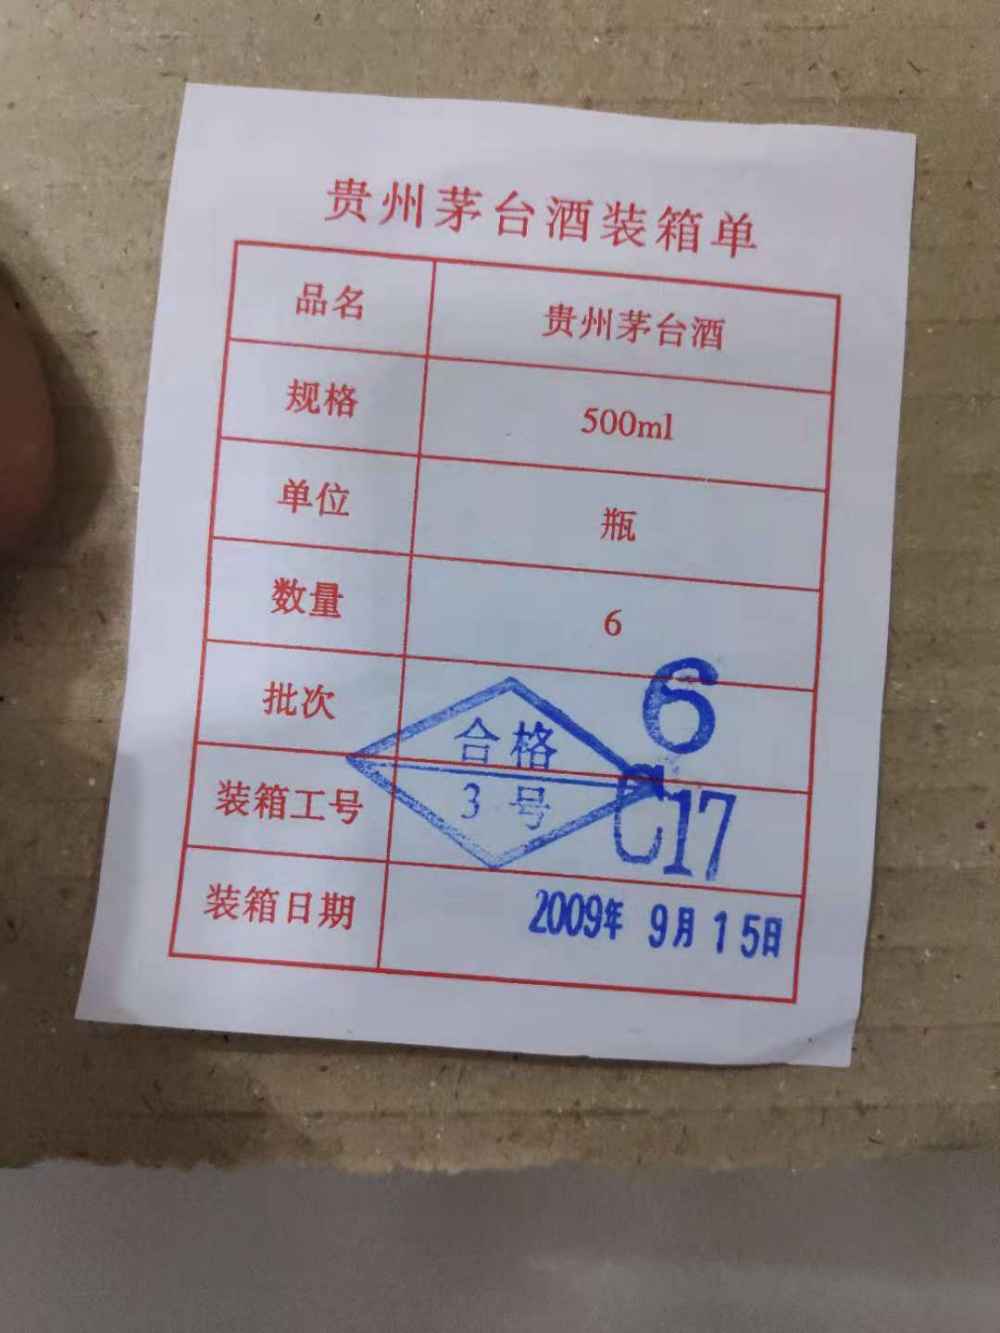 贵州茅台酒装箱单
品名 贵州茅台酒
规格 500ml
单位 瓶
数量 6
批次 6
合格
装箱工号 3号 C17
装箱日期 2009年 9月 15日